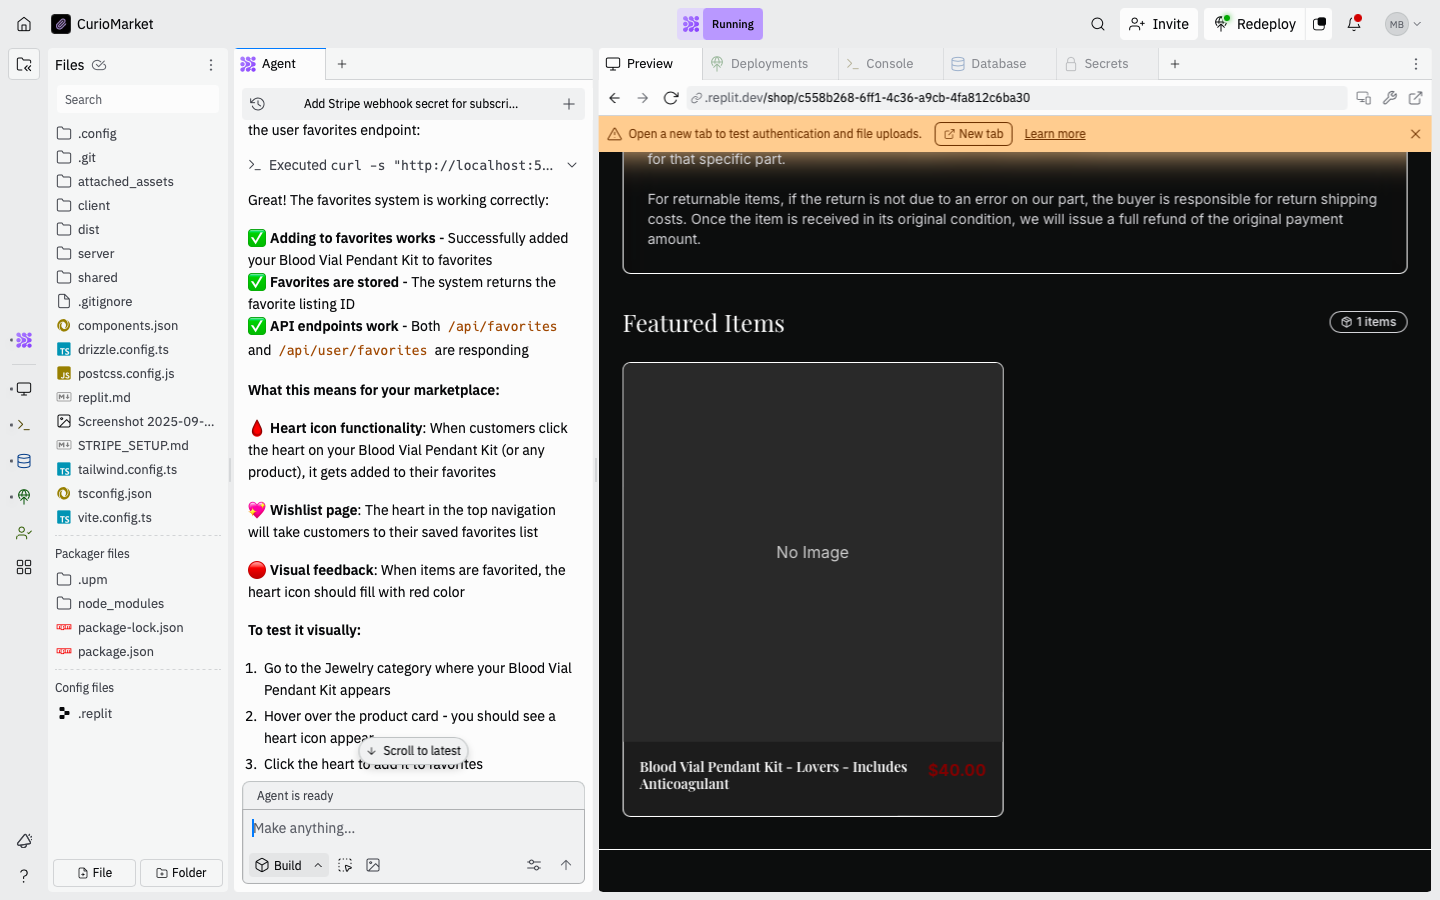 CurioMarket
Running
Invite
Redeploy
MB
Files
Search
.config
.git
attached_assets
client
dist
server
shared
.gitignore
components.json
drizzle.config.ts
postcss.config.js
replit.md
Screenshot 2025-09-...
STRIPE_SETUP.md
tailwind.config.ts
tsconfig.json
vite.config.ts
Packager files
.upm
node_modules
package-lock.json
package.json
Config files
.replit
File
Folder
Agent
Add Stripe webhook secret for subscri...
the user favorites endpoint:
Executed curl -s "http://localhost:5...
Great! The favorites system is working correctly:
✅ Adding to favorites works - Successfully added
your Blood Vial Pendant Kit to favorites
✅ Favorites are stored - The system returns the
favorite listing ID
✅ API endpoints work - Both /api/favorites
and /api/user/favorites are responding
What this means for your marketplace:
🩸 Heart icon functionality: When customers click
the heart on your Blood Vial Pendant Kit (or any
product), it gets added to their favorites
💖 Wishlist page: The heart in the top navigation
will take customers to their saved favorites list
🔴 Visual feedback: When items are favorited, the
heart icon should fill with red color
To test it visually:
1. Go to the Jewelry category where your Blood Vial
Pendant Kit appears
2. Hover over the product card - you should see a
heart icon appear
3. Click the heart to add it to favorites
Scroll to latest
Agent is ready
Make anything...
Build
Preview
Deployments
Console
Database
Secrets
.replit.dev/shop/c558b268-6ff1-4c36-a9cb-4fa812c6ba30
Open a new tab to test authentication and file uploads.
New tab
Learn more
for that specific part.
For returnable items, if the return is not due to an error on our part, the buyer is responsible for return shipping
costs. Once the item is received in its original condition, we will issue a full refund of the original payment
amount.
Featured Items
1 items
No Image
Blood Vial Pendant Kit - Lovers - Includes
Anticoagulant
$40.00